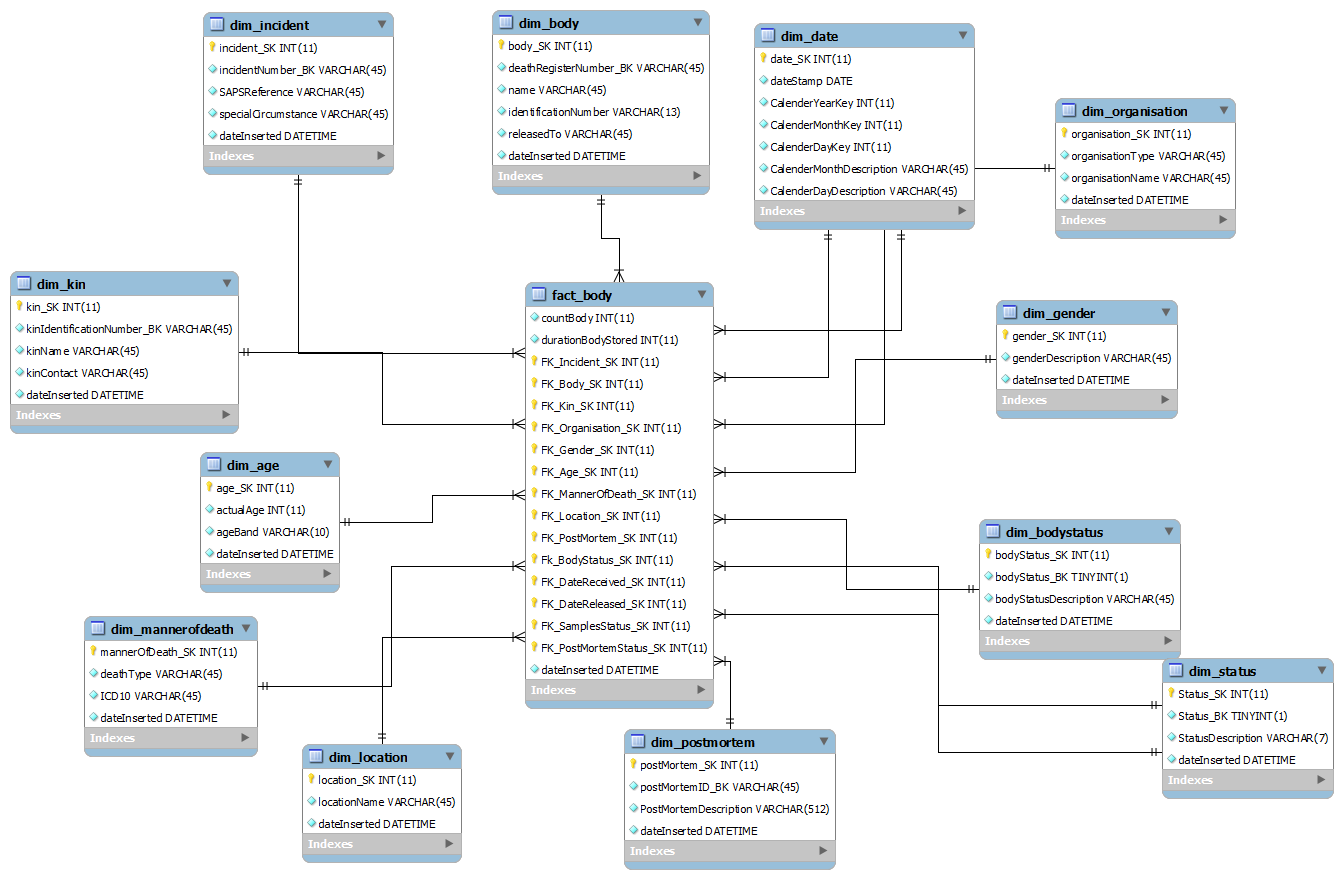 dim_incident
incident_SK INT(11)
incidentNumber_BK VARCHAR(45)
SAPSReference VARCHAR(45)
specialCircumstance VARCHAR(45)
dateInserted DATETIME
Indexes
dim_body
body_SK INT(11)
deathRegisterNumber_BK VARCHAR(45)
name VARCHAR(45)
identificationNumber VARCHAR(13)
releasedTo VARCHAR(45)
dateInserted DATETIME
Indexes
dim_date
date_SK INT(11)
dateStamp DATE
CalenderYearKey INT(11)
CalenderMonthKey INT(11)
CalenderDayKey INT(11)
CalenderMonthDescription VARCHAR(45)
CalenderDayDescription VARCHAR(45)
Indexes
dim_organisation
organisation_SK INT(11)
organisationType VARCHAR(45)
organisationName VARCHAR(45)
dateInserted DATETIME
Indexes
dim_kin
kin_SK INT(11)
kinIdentificationNumber_BK VARCHAR(45)
kinName VARCHAR(45)
kinContact VARCHAR(45)
dateInserted DATETIME
Indexes
fact_body
countBody INT(11)
durationBodyStored INT(11)
FK_Incident_SK INT(11)
FK_Body_SK INT(11)
FK_Kin_SK INT(11)
FK_Organisation_SK INT(11)
FK_Gender_SK INT(11)
FK_Age_SK INT(11)
FK_MannerOfDeath_SK INT(11)
FK_Location_SK INT(11)
FK_PostMortem_SK INT(11)
Fk_BodyStatus_SK INT(11)
FK_DateReceived_SK INT(11)
FK_DateReleased_SK INT(11)
FK_SamplesStatus_SK INT(11)
FK_PostMortemStatus_SK INT(11)
dateInserted DATETIME
Indexes
dim_gender
gender_SK INT(11)
genderDescription VARCHAR(45)
dateInserted DATETIME
Indexes
dim_age
age_SK INT(11)
actualAge INT(11)
ageBand VARCHAR(10)
dateInserted DATETIME
Indexes
dim_bodystatus
bodyStatus_SK INT(11)
bodyStatus_BK TINYINT(1)
bodyStatusDescription VARCHAR(45)
dateInserted DATETIME
Indexes
dim_mannerofdeath
mannerOfDeath_SK INT(11)
deathType VARCHAR(45)
ICD10 VARCHAR(45)
dateInserted DATETIME
Indexes
dim_status
Status_SK INT(11)
Status_BK TINYINT(1)
StatusDescription VARCHAR(7)
dateInserted DATETIME
Indexes
dim_location
location_SK INT(11)
locationName VARCHAR(45)
dateInserted DATETIME
Indexes
dim_postmortem
postMortem_SK INT(11)
postMortemID_BK VARCHAR(45)
PostMortemDescription VARCHAR(512)
dateInserted DATETIME
Indexes